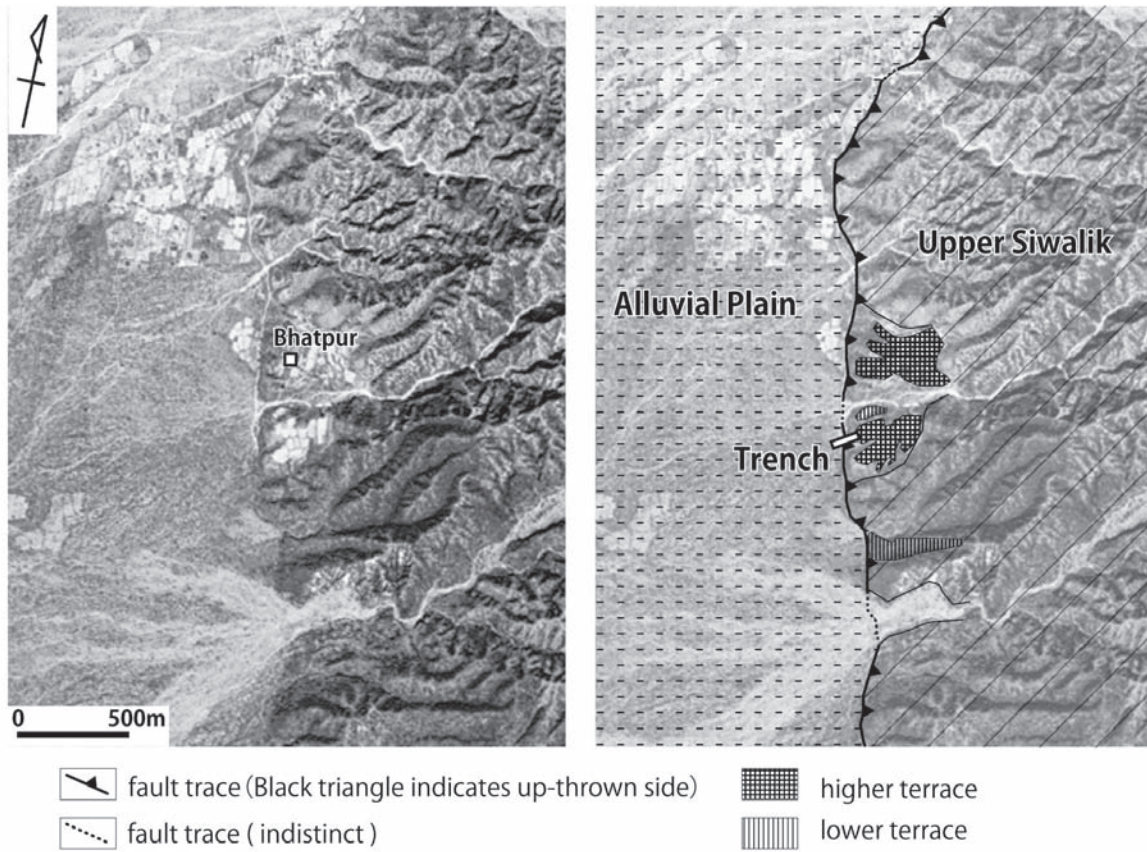 Upper Siwalik
Alluvial Plain
Bhatpur
Trench
0 500m
fault trace (Black triangle indicates up-thrown side)
higher terrace
fault trace ( indistinct )
lower terrace